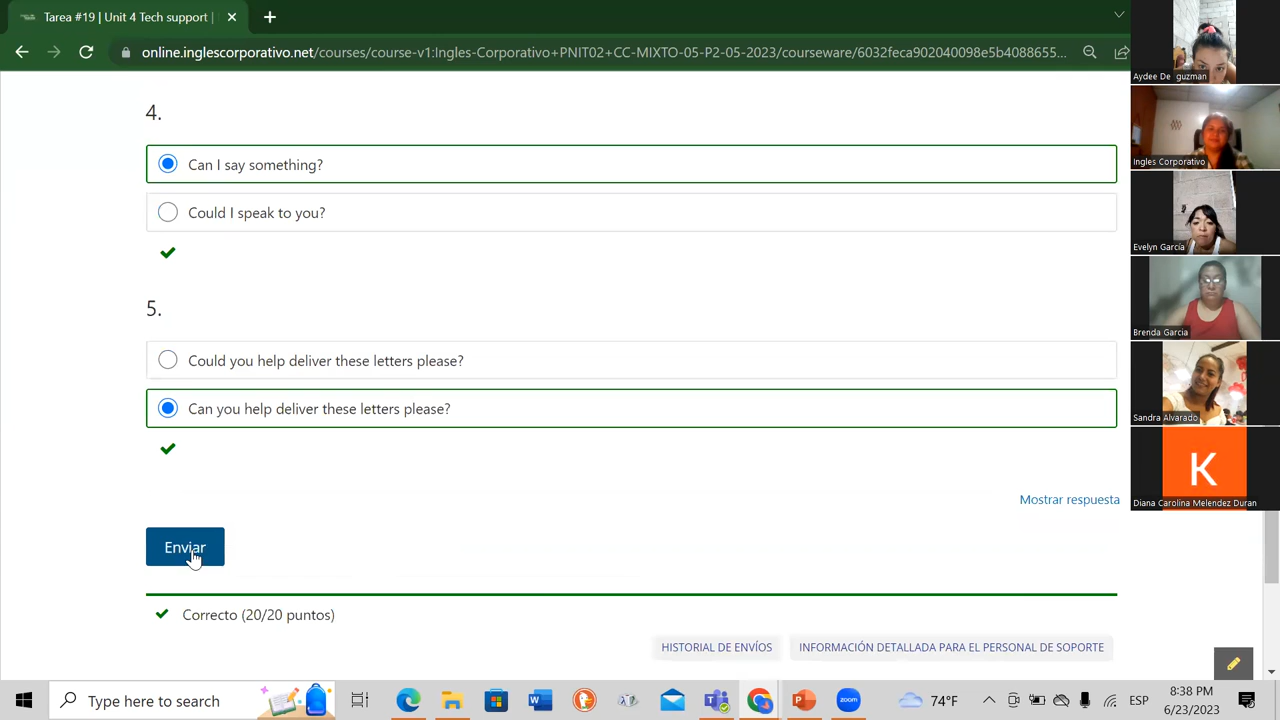 Tarea #19 | Unit 4 Tech support |
online.inglescorporativo.net/courses/course-v1:Ingles-Corporativo+PNIT02+CC-MIXTO-05-P2-05-2023/courseware/6032feca902040098e5b4088655...
4.
Can I say something?
Could I speak to you?
5.
Could you help deliver these letters please?
Can you help deliver these letters please?
Mostrar respuesta
Enviar
Correcto (20/20 puntos)
HISTORIAL DE ENVÍOS
INFORMACIÓN DETALLADA PARA EL PERSONAL DE SOPORTE
Aydee De guzman
Ingles Corporativo
Evelyn García
Brenda Garcia
Sandra Alvarado
K
Diana Carolina Melendez Duran
Type here to search
74°F
ESP
8:38 PM
6/23/2023